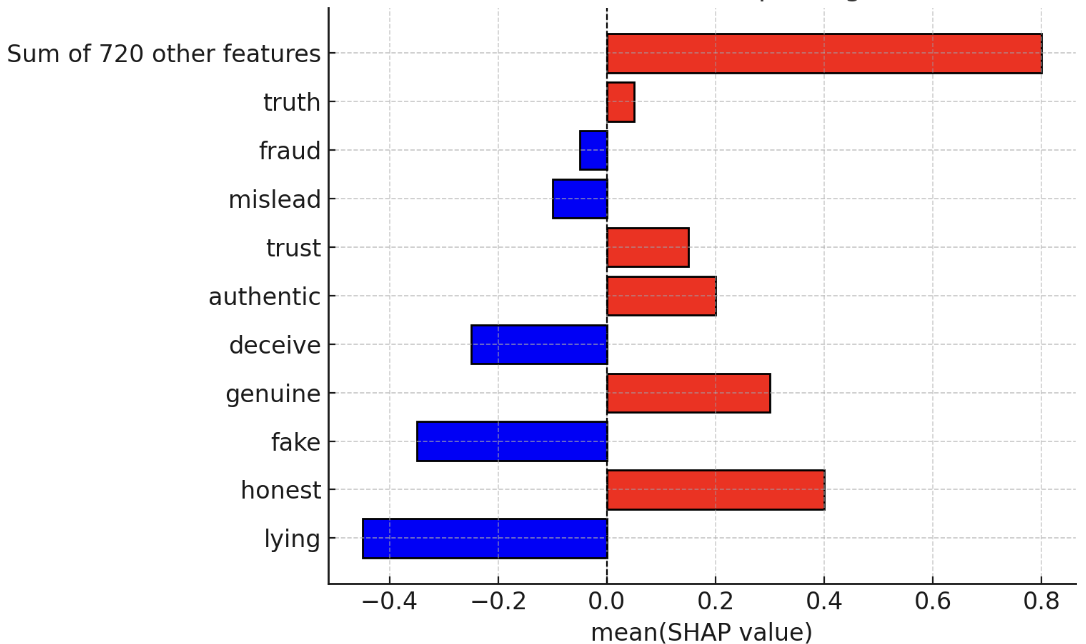 Sum of 720 other features
truth
fraud
mislead
trust
authentic
deceive
genuine
fake
honest
lying
−0.4 −0.2 0.0 0.2 0.4 0.6 0.8
mean(SHAP value)